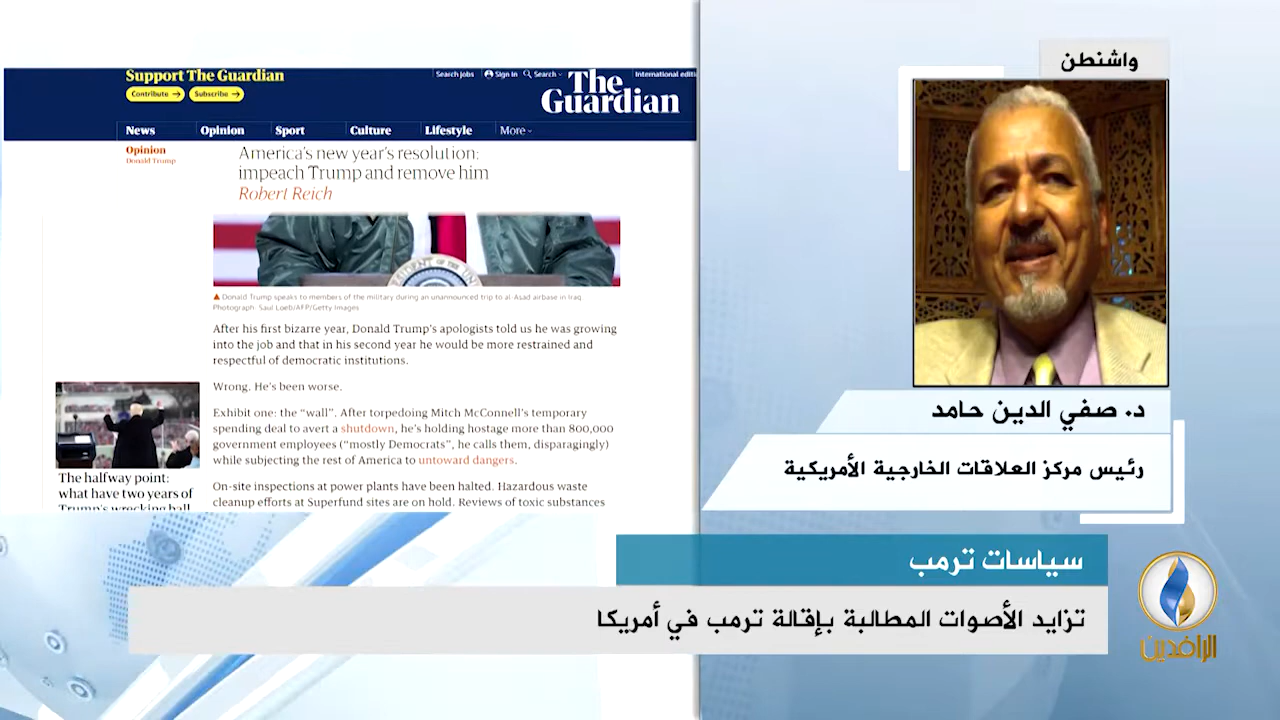 Support The Guardian
Contribute →
Subscribe →
Search jobs
Sign in
Search
International editi
The Guardian
News
Opinion
Sport
Culture
Lifestyle
More
Opinion
Donald Trump
America's new year's resolution:
impeach Trump and remove him
Robert Reich
PRESIDENT OF THE UN
Donald Trump speaks to members of the military during an unannounced trip to al-Asad airbase in Iraq
Photograph: Saul Loeb/AFP/Getty Images
After his first bizarre year, Donald Trump's apologists told us he was growing
into the job and that in his second year he would be more restrained and
respectful of democratic institutions.
Wrong. He's been worse.
Exhibit one: the “wall”. After torpedoing Mitch McConnell's temporary
spending deal to avert a shutdown, he's holding hostage more than 800,000
government employees (“mostly Democrats”, he calls them, disparagingly)
while subjecting the rest of America to untoward dangers.
On-site inspections at power plants have been halted. Hazardous waste
cleanup efforts at Superfund sites are on hold. Reviews of toxic substances
The halfway point:
what have two years of
Trump's wrecking ball
واشنطن
د. صفي الدين حامد
رئيس مركز العلاقات الخارجية الأمريكية
سياسات ترمب
تزايد الأصوات المطالبة بإقالة ترمب في أمريكا
الرافدين